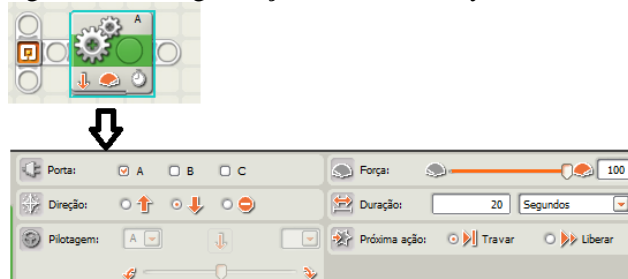 A
Porta: A B C
Força: 100
Direção:
Duração: 20 Segundos
Pilotagem: A
Próxima ação: Travar Liberar